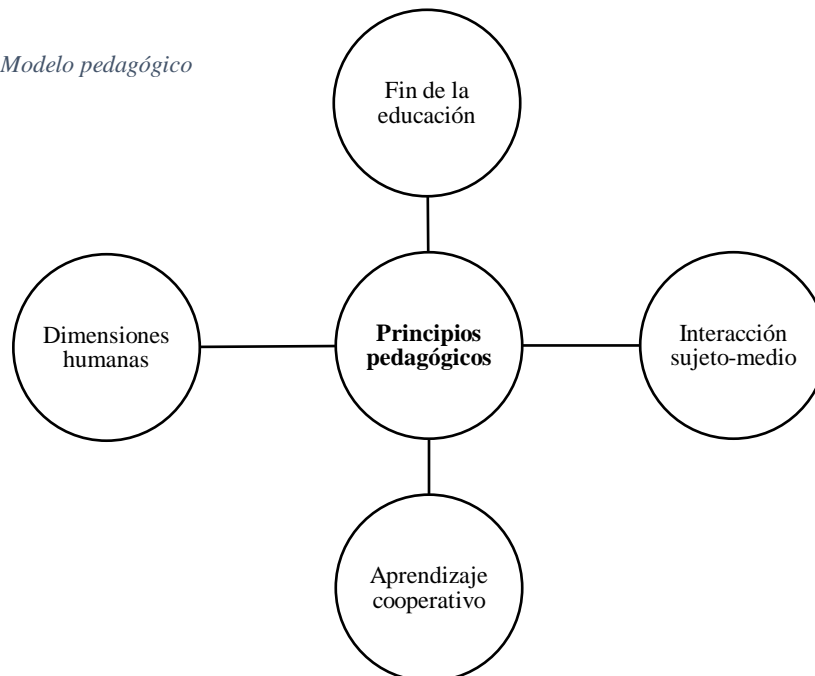 Modelo pedagógico
Fin de la
educación
Dimensiones
humanas
Principios
pedagógicos
Interacción
sujeto-medio
Aprendizaje
cooperativo